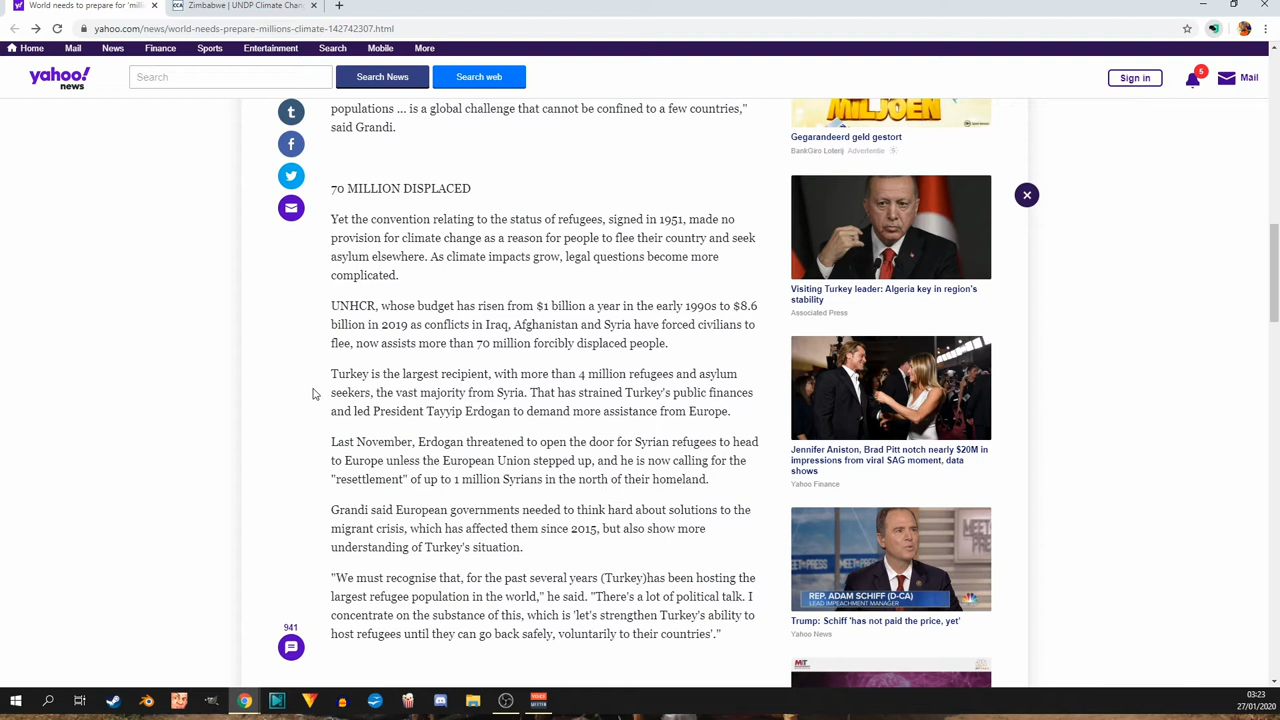 World needs to prepare for 'millions
Zimbabwe | UNDP Climate Chan
yahoo.com/news/world-needs-prepare-millions-climate-142742307.html
Home Mail News Finance Sports Entertainment Search Mobile More
yahoo!
news
Search
Search News
Search web
Sign in
5
Mail
populations ... is a global challenge that cannot be confined to a few countries,"
said Grandi.
70 MILLION DISPLACED
Yet the convention relating to the status of refugees, signed in 1951, made no
provision for climate change as a reason for people to flee their country and seek
asylum elsewhere. As climate impacts grow, legal questions become more
complicated.
UNHCR, whose budget has risen from $1 billion a year in the early 1990s to $8.6
billion in 2019 as conflicts in Iraq, Afghanistan and Syria have forced civilians to
flee, now assists more than 70 million forcibly displaced people.
Turkey is the largest recipient, with more than 4 million refugees and asylum
seekers, the vast majority from Syria. That has strained Turkey's public finances
and led President Tayyip Erdogan to demand more assistance from Europe.
Last November, Erdogan threatened to open the door for Syrian refugees to head
to Europe unless the European Union stepped up, and he is now calling for the
"resettlement" of up to 1 million Syrians in the north of their homeland.
Grandi said European governments needed to think hard about solutions to the
migrant crisis, which has affected them since 2015, but also show more
understanding of Turkey's situation.
"We must recognise that, for the past several years (Turkey)has been hosting the
largest refugee population in the world," he said. "There's a lot of political talk. I
concentrate on the substance of this, which is 'let's strengthen Turkey's ability to
host refugees until they can go back safely, voluntarily to their countries'."
941
MILJOEN
Gegarandeerd geld gestort
BankGiro Loterij Advertentie
Visiting Turkey leader: Algeria key in region's
stability
Associated Press
Jennifer Aniston, Brad Pitt notch nearly $20M in
impressions from viral SAG moment, data
shows
Yahoo Finance
MEET THE PRESS
REP. ADAM SCHIFF (D-CA)
LEAD IMPEACHMENT MANAGER
Trump: Schiff 'has not paid the price, yet'
Yahoo News
03:23
27/01/2020